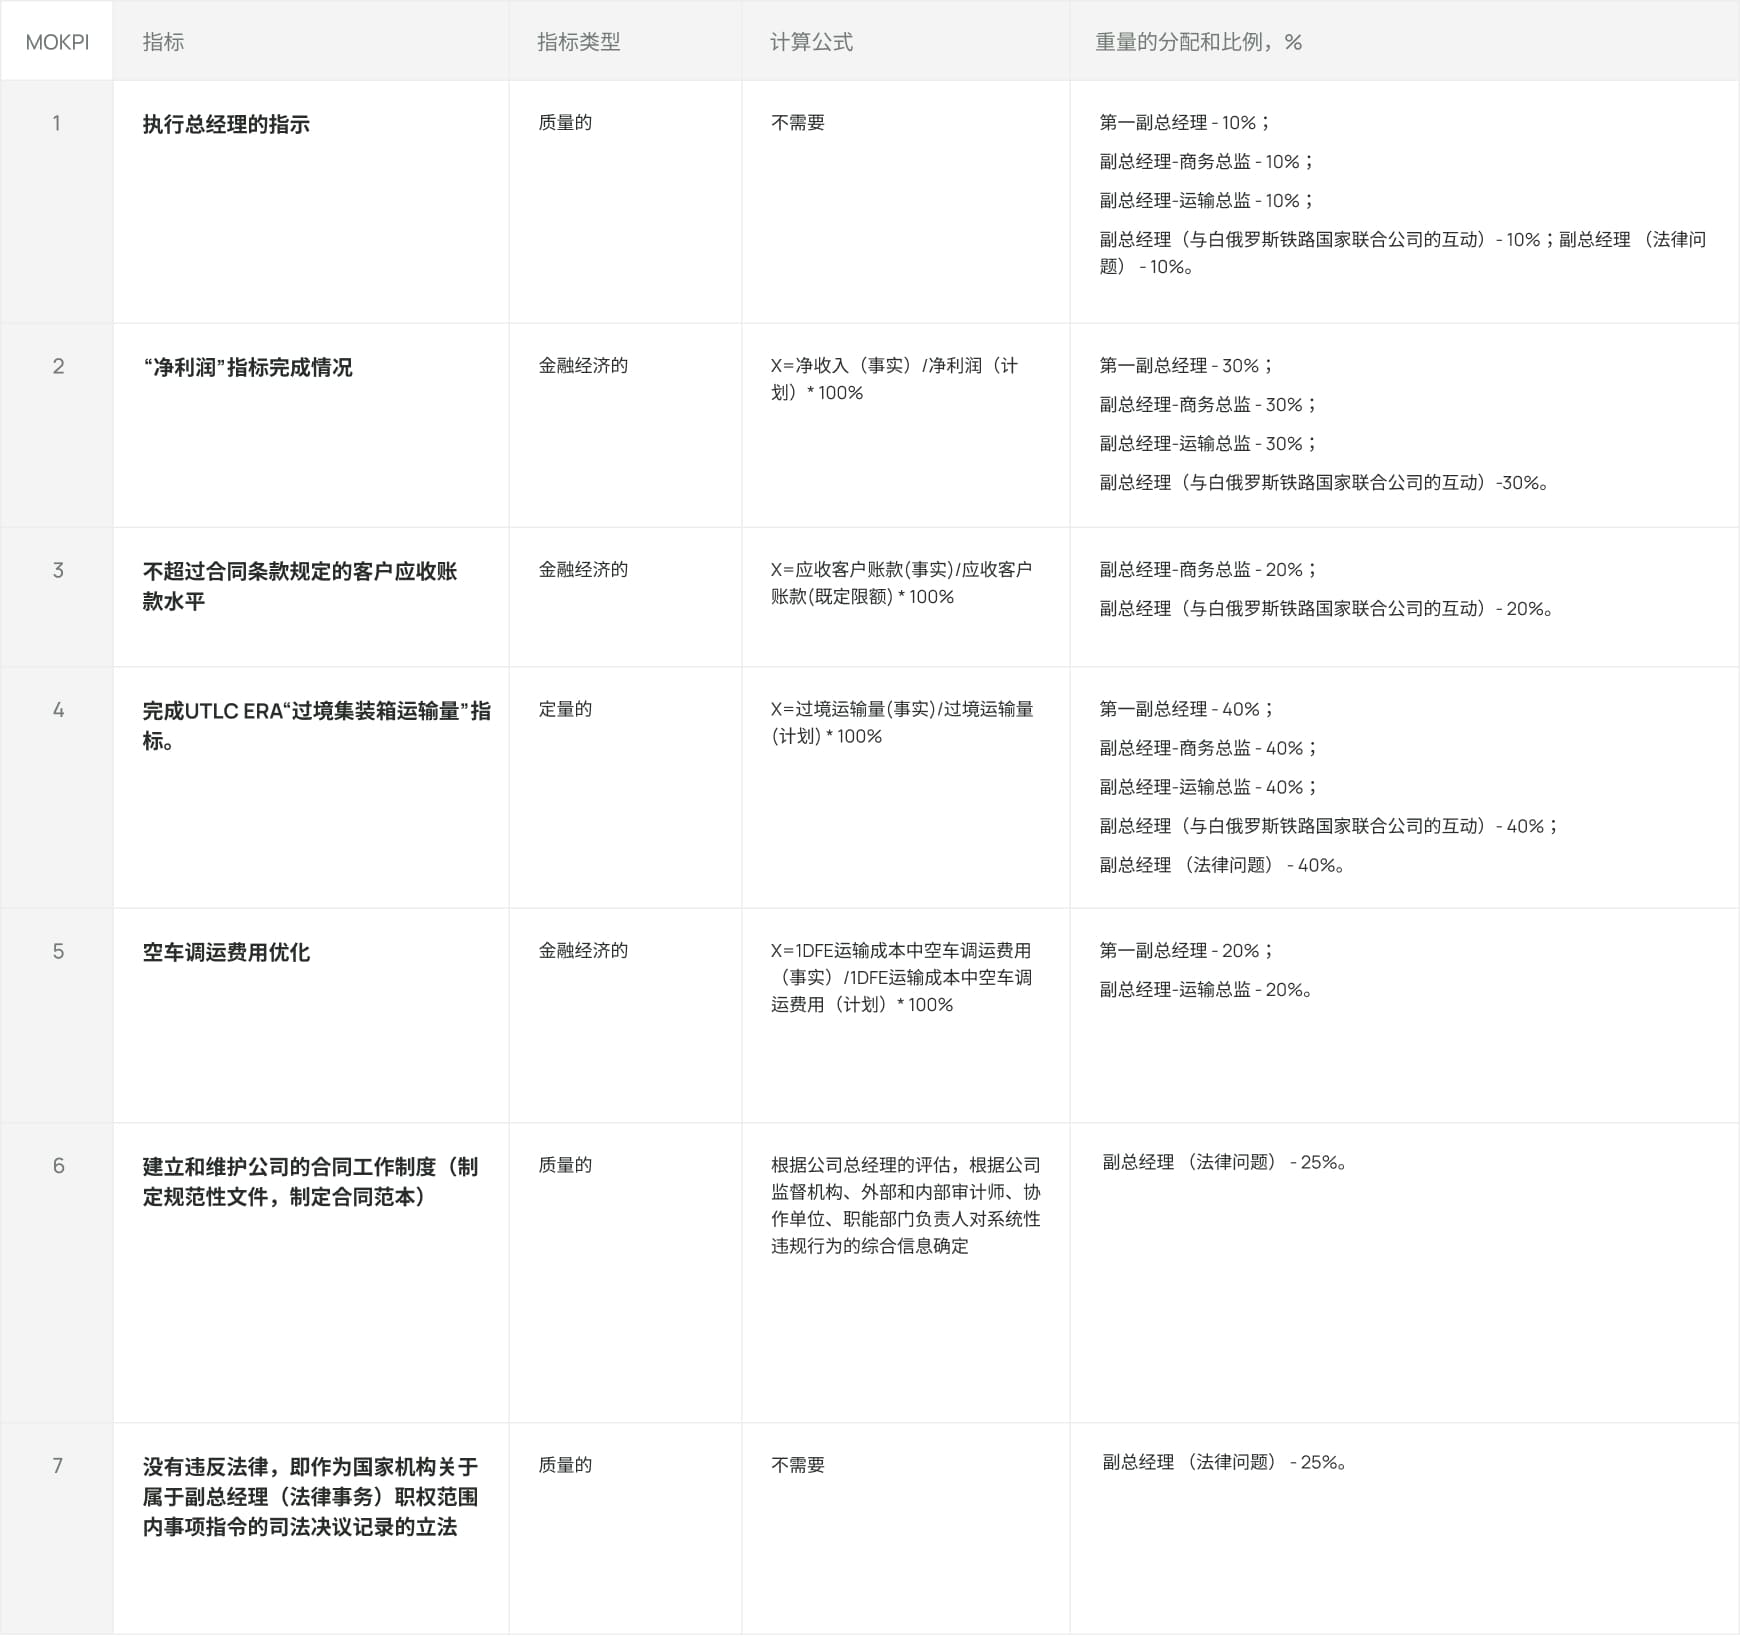 MOKPI
指标
指标类型
计算公式
重量的分配和比例，%
1
执行总经理的指示
质量的
不需要
第一副总经理 - 10%；
副总经理-商务总监 - 10%；
副总经理-运输总监 - 10%；
副总经理（与白俄罗斯铁路国家联合公司的互动）- 10%；副总经理 （法律问
题） - 10%。
2
“净利润”指标完成情况
金融经济的
X=净收入（事实）/净利润（计
划）* 100%
第一副总经理 - 30%；
副总经理-商务总监 - 30%；
副总经理-运输总监 - 30%；
副总经理（与白俄罗斯铁路国家联合公司的互动）-30%。
3
不超过合同条款规定的客户应收账
款水平
金融经济的
X=应收客户账款(事实)/应收客户
账款(既定限额) * 100%
副总经理-商务总监 - 20%；
副总经理（与白俄罗斯铁路国家联合公司的互动）- 20%。
4
完成UTLC ERA“过境集装箱运输量”指
标。
定量的
X=过境运输量(事实)/过境运输量
(计划) * 100%
第一副总经理 - 40%；
副总经理-商务总监 - 40%；
副总经理-运输总监 - 40%；
副总经理（与白俄罗斯铁路国家联合公司的互动）- 40%；
副总经理 （法律问题） - 40%。
5
空车调运费用优化
金融经济的
X=1DFE运输成本中空车调运费用
（事实）/1DFE运输成本中空车调
运费用（计划）* 100%
第一副总经理 - 20%；
副总经理-运输总监 - 20%。
6
建立和维护公司的合同工作制度（制
定规范性文件，制定合同范本）
质量的
根据公司总经理的评估，根据公司
监督机构、外部和内部审计师、协
作单位、职能部门负责人对系统性
违规行为的综合信息确定
副总经理 （法律问题） - 25%。
7
没有违反法律，即作为国家机构关于
属于副总经理（法律事务）职权范围
内事项指令的司法决议记录的立法
质量的
不需要
副总经理 （法律问题） - 25%。